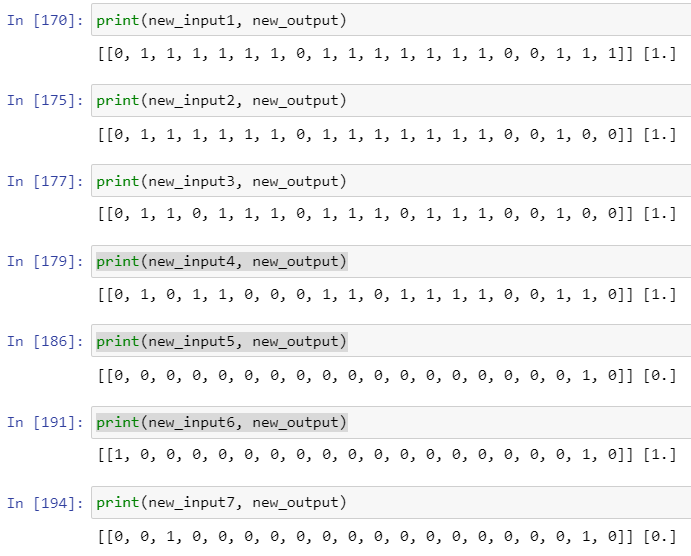 In [170]: print(new_input1, new_output)
[[0, 1, 1, 1, 1, 1, 1, 0, 1, 1, 1, 1, 1, 1, 1, 0, 0, 1, 1, 1]] [1.]
In [175]: print(new_input2, new_output)
[[0, 1, 1, 1, 1, 1, 1, 0, 1, 1, 1, 1, 1, 1, 1, 0, 0, 1, 0, 0]] [1.]
In [177]: print(new_input3, new_output)
[[0, 1, 1, 0, 1, 1, 1, 0, 1, 1, 1, 0, 1, 1, 1, 0, 0, 1, 0, 0]] [1.]
In [179]: print(new_input4, new_output)
[[0, 1, 0, 1, 1, 0, 0, 0, 1, 1, 0, 1, 1, 1, 1, 0, 0, 1, 1, 0]] [1.]
In [186]: print(new_input5, new_output)
[[0, 0, 0, 0, 0, 0, 0, 0, 0, 0, 0, 0, 0, 0, 0, 0, 0, 0, 1, 0]] [0.]
In [191]: print(new_input6, new_output)
[[1, 0, 0, 0, 0, 0, 0, 0, 0, 0, 0, 0, 0, 0, 0, 0, 0, 0, 1, 0]] [1.]
In [194]: print(new_input7, new_output)
[[0, 0, 1, 0, 0, 0, 0, 0, 0, 0, 0, 0, 0, 0, 0, 0, 0, 0, 1, 0]] [0.]